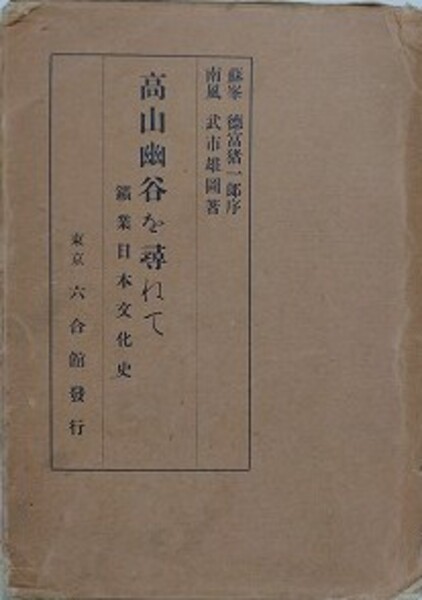 蘇峯 德富猪一郎序
南風 武市雄圖著
高山幽谷を尋ねて
鑛業日本文化史
東京 六合館發行